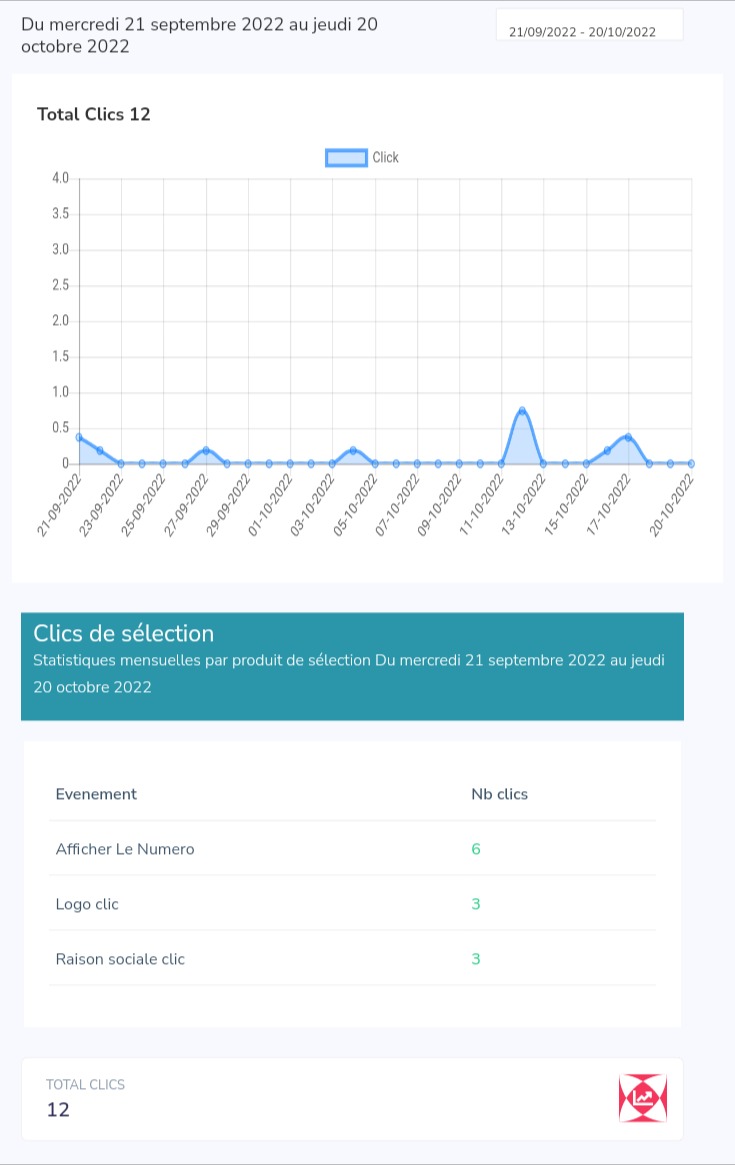 Du mercredi 21 septembre 2022 au jeudi 20
octobre 2022
21/09/2022 - 20/10/2022
Total Clics 12
Click
4.0
3.5
3.0
2.5
2.0
1.5
1.0
0.5
0
21-09-2022
23-09-2022
25-09-2022
27-09-2022
29-09-2022
01-10-2022
03-10-2022
05-10-2022
07-10-2022
09-10-2022
11-10-2022
13-10-2022
15-10-2022
17-10-2022
20-10-2022
Clics de sélection
Statistiques mensuelles par produit de sélection Du mercredi 21 septembre 2022 au jeudi
20 octobre 2022
Evenement Nb clics
Afficher Le Numero 6
Logo clic 3
Raison sociale clic 3
TOTAL CLICS
12